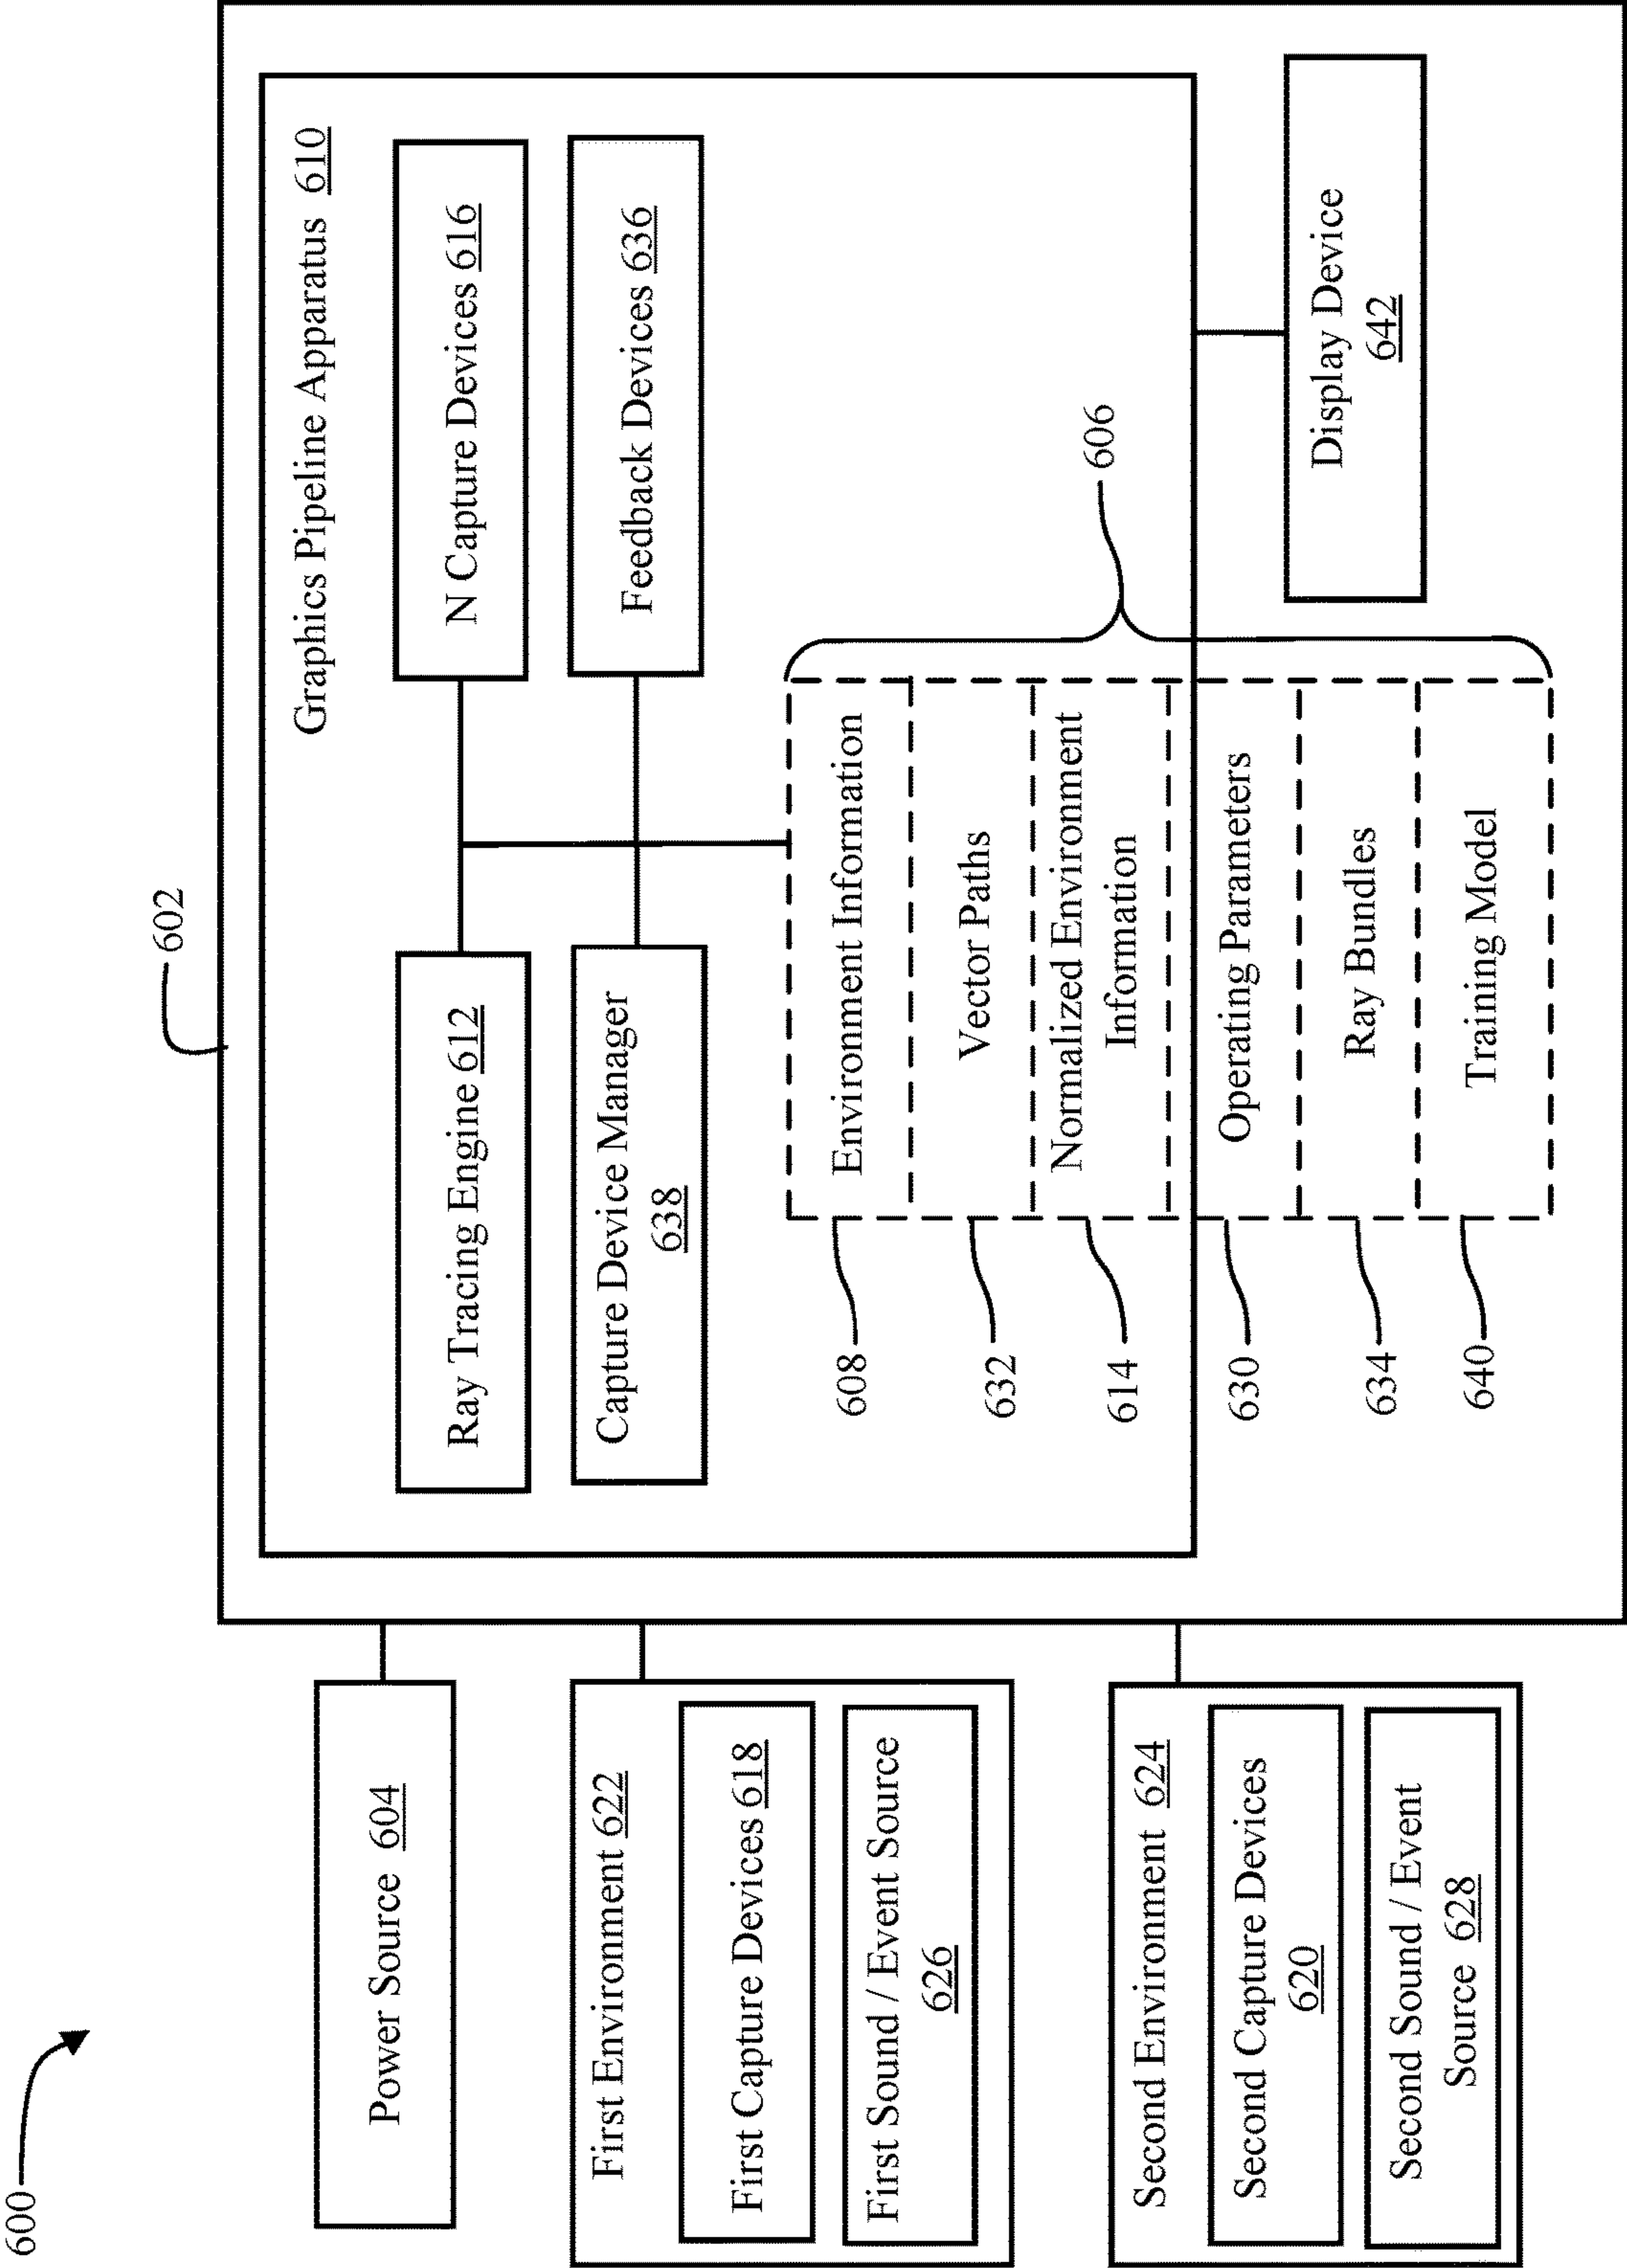 600
602
Power Source 604
First Environment 622
First Capture Devices 618
First Sound / Event Source
626
Second Environment 624
Second Capture Devices
620
Second Sound / Event
Source 628
Graphics Pipeline Apparatus 610
Ray Tracing Engine 612
N Capture Devices 616
Capture Device Manager
638
Feedback Devices 636
606
608
Environment Information
632
Vector Paths
614
Normalized Environment
Information
630
Operating Parameters
634
Ray Bundles
640
Training Model
Display Device
642